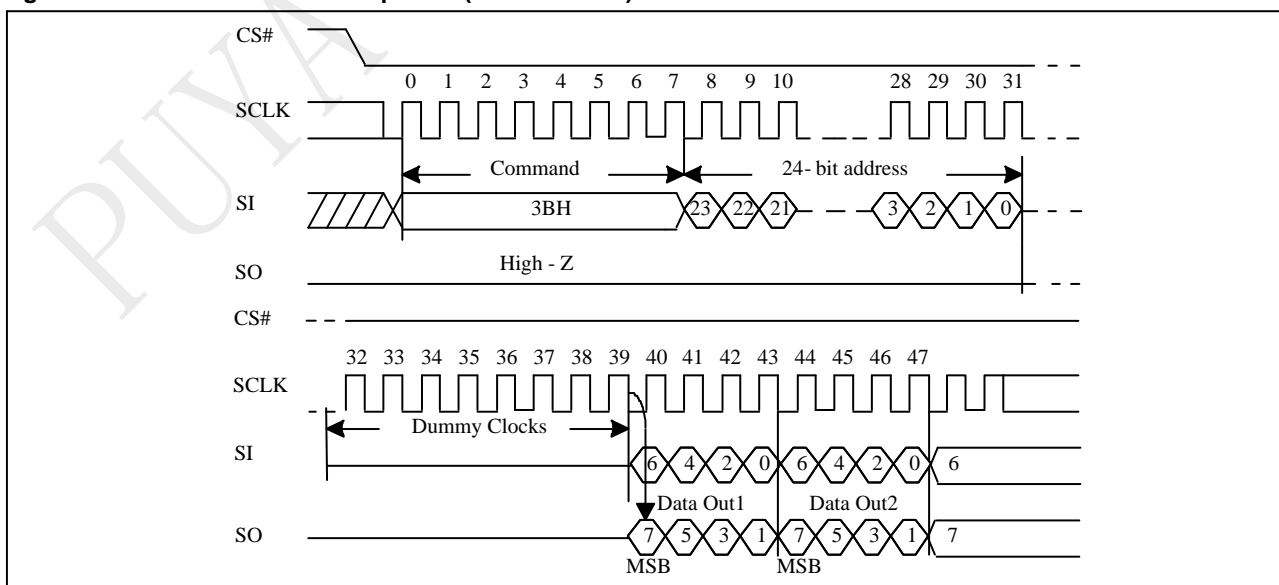 PUYA
CS#
0 1 2 3 4 5 6 7 8 9 10 28 29 30 31
SCLK
Command 24- bit address
SI 3BH 23 22 21 3 2 1 0
SO High - Z
CS#
32 33 34 35 36 37 38 39 40 41 42 43 44 45 46 47
SCLK
Dummy Clocks
SI 6 4 2 0 6 4 2 0 6
Data Out1 Data Out2
SO 7 5 3 1 7 5 3 1 7
MSB MSB